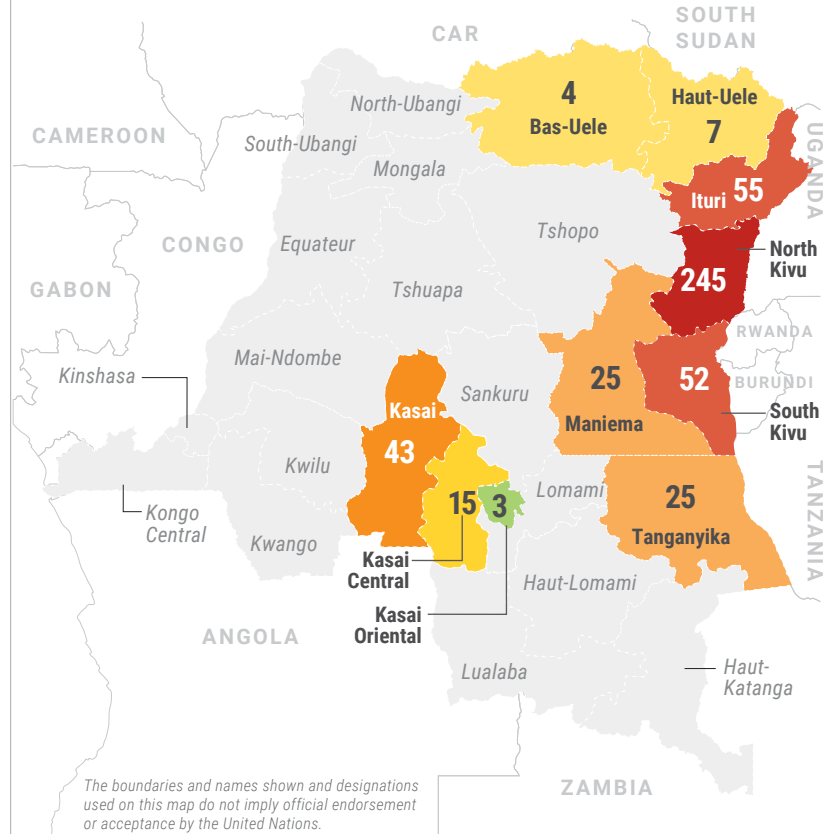 SOUTH
SUDAN
CAR
4
Bas-Uele
Haut-Uele
7
North-Ubangi
CAMEROON
South-Ubangi
Mongala
UGANDA
Ituri 55
CONGO
Equateur
Tshopo
North
Kivu
245
GABON
Tshuapa
RWANDA
Mai-Ndombe
Kinshasa
Sankuru
25
Maniema
52
BURUNDI
South
Kivu
Kasai
43
Kwilu
Lomami
15
3
25
Tanganyika
TANZANIA
Kongo
Central
Kwango
Kasai
Central
Haut-Lomami
Kasai
Oriental
ANGOLA
Lualaba
Haut-
Katanga
ZAMBIA
The boundaries and names shown and designations
used on this map do not imply official endorsement
or acceptance by the United Nations.